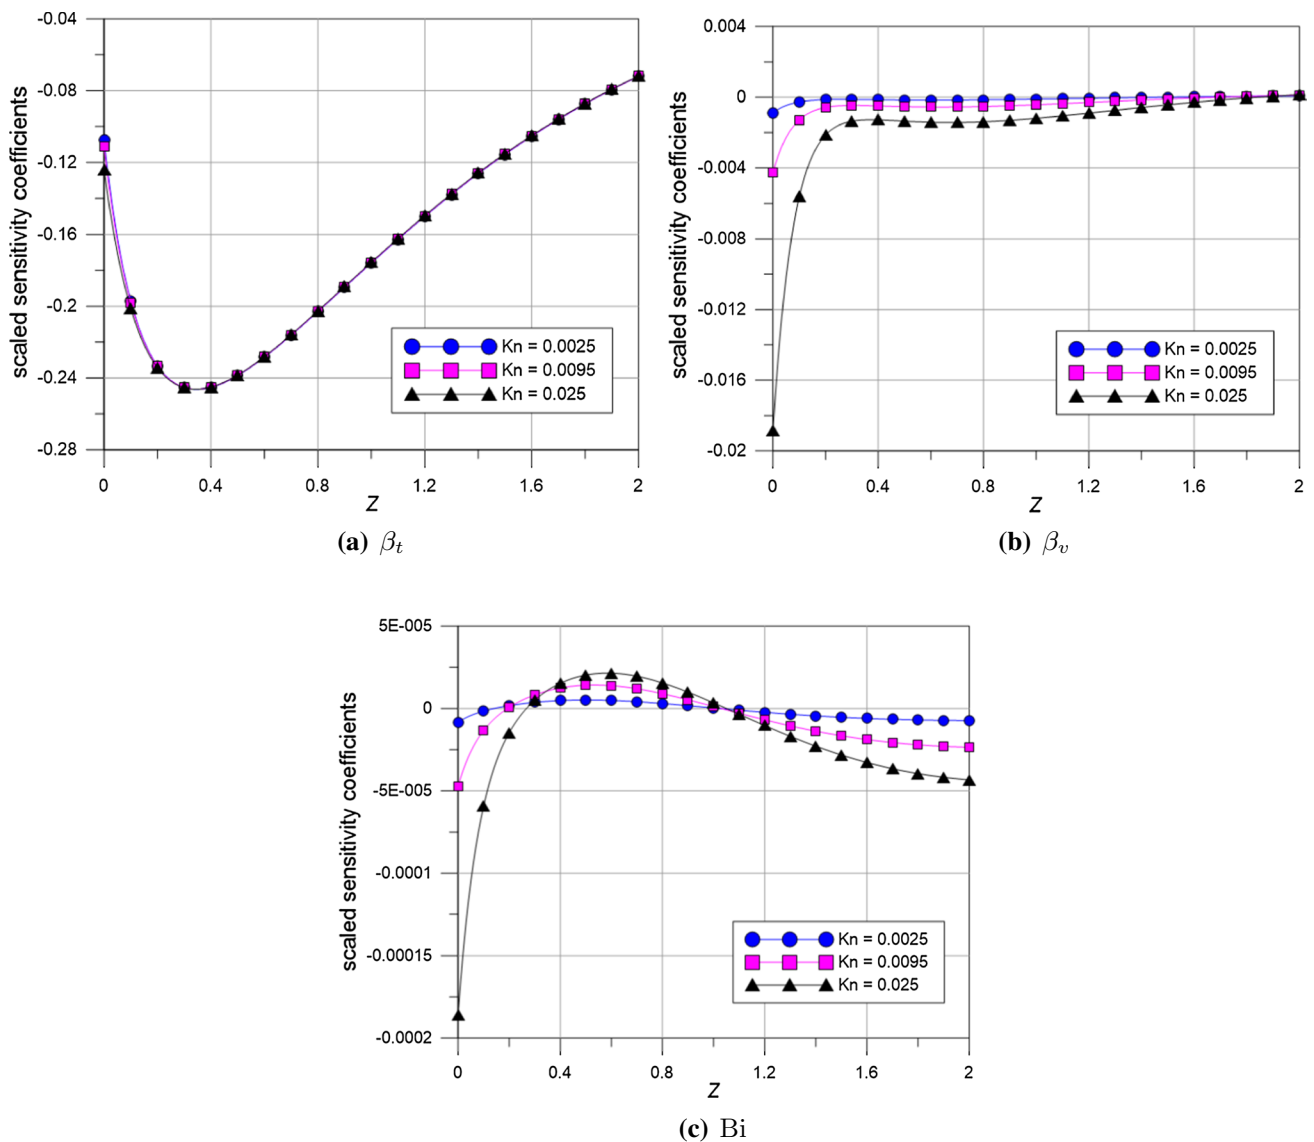 -0.04
-0.08
-0.12
-0.16
-0.2
-0.24
-0.28
scaled sensitivity coefficients
Kn = 0.0025
Kn = 0.0095
Kn = 0.025
0 0.4 0.8 1.2 1.6 2
Z
(a) βt
0.004
0
-0.004
-0.008
-0.012
-0.016
-0.02
scaled sensitivity coefficients
Kn = 0.0025
Kn = 0.0095
Kn = 0.025
0 0.4 0.8 1.2 1.6 2
Z
(b) βv
5E-005
0
-5E-005
-0.0001
-0.00015
-0.0002
scaled sensitivity coefficients
Kn = 0.0025
Kn = 0.0095
Kn = 0.025
0 0.4 0.8 1.2 1.6 2
Z
(c) Bi